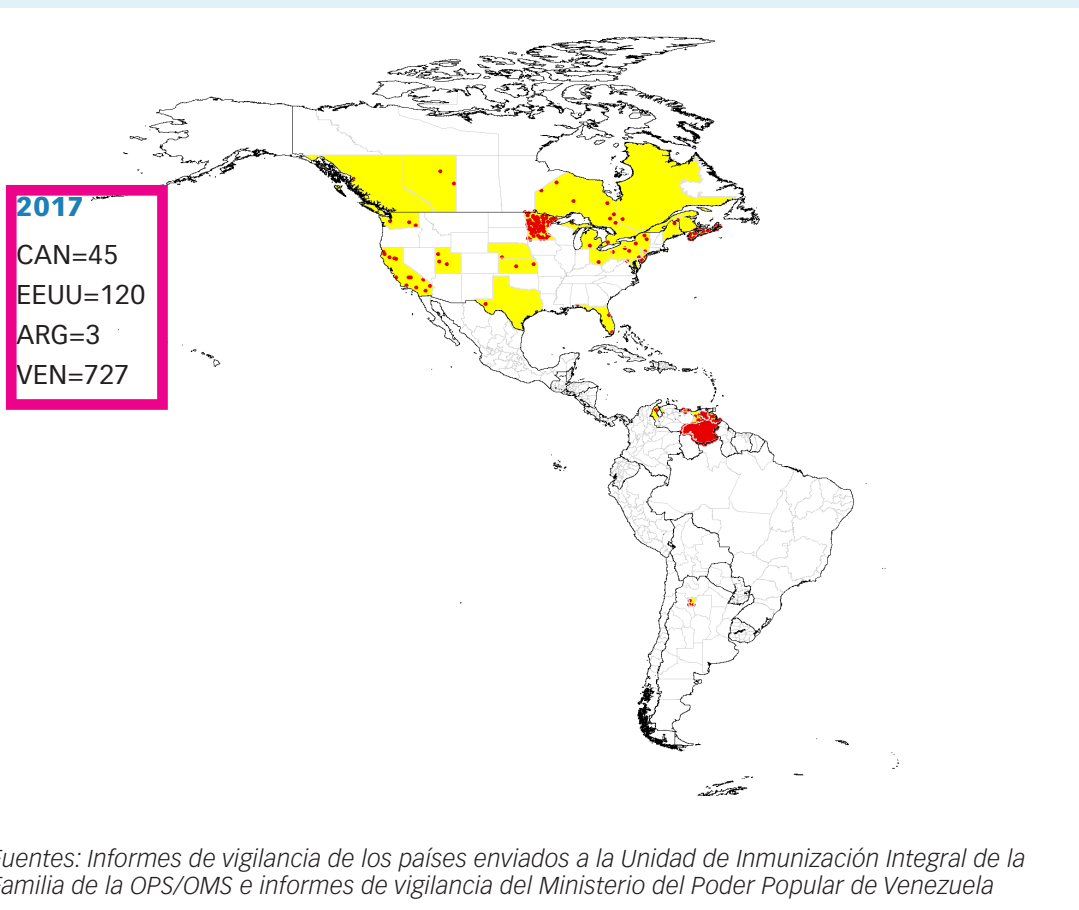 2017
CAN=45
EEUU=120
ARG=3
VEN=727
Fuentes: Informes de vigilancia de los países enviados a la Unidad de Inmunización Integral de la
Familia de la OPS/OMS e informes de vigilancia del Ministerio del Poder Popular de Venezuela